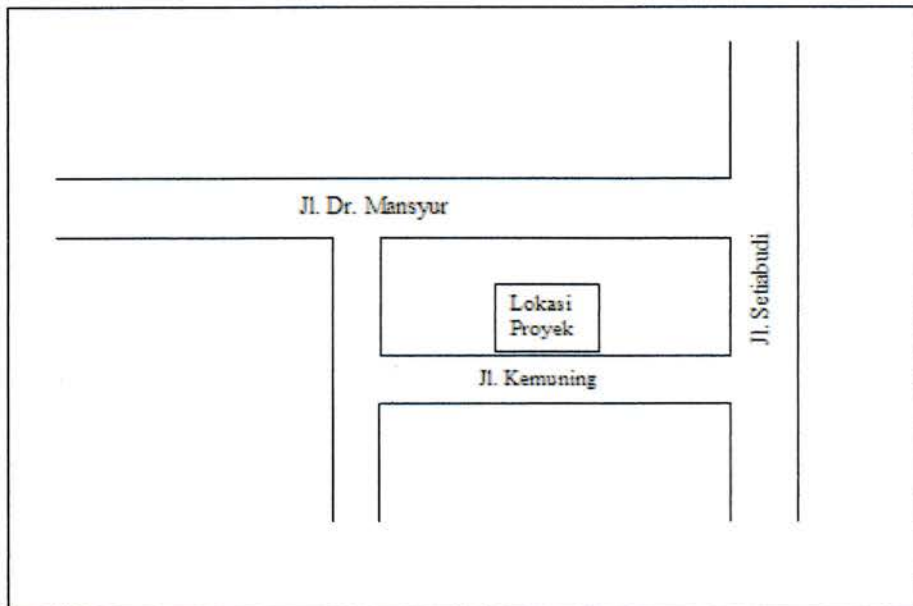 Jl. Dr. Mansyur
Jl. Setiabudi
Lokasi
Proyek
Jl. Kemuning